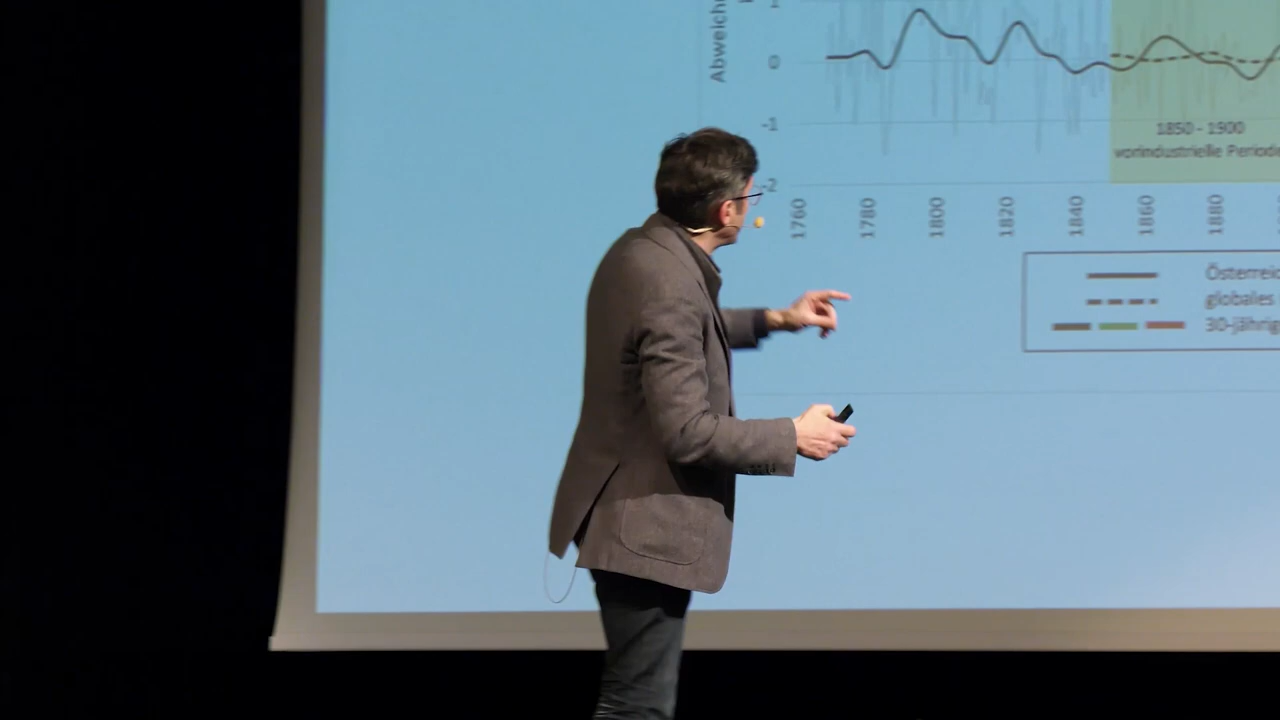 Abweich
1
0
-1
-2
1850 - 1900
vorindustrielle Periode
1760
1780
1800
1820
1840
1860
1880
Österreic
globales
30-jährig